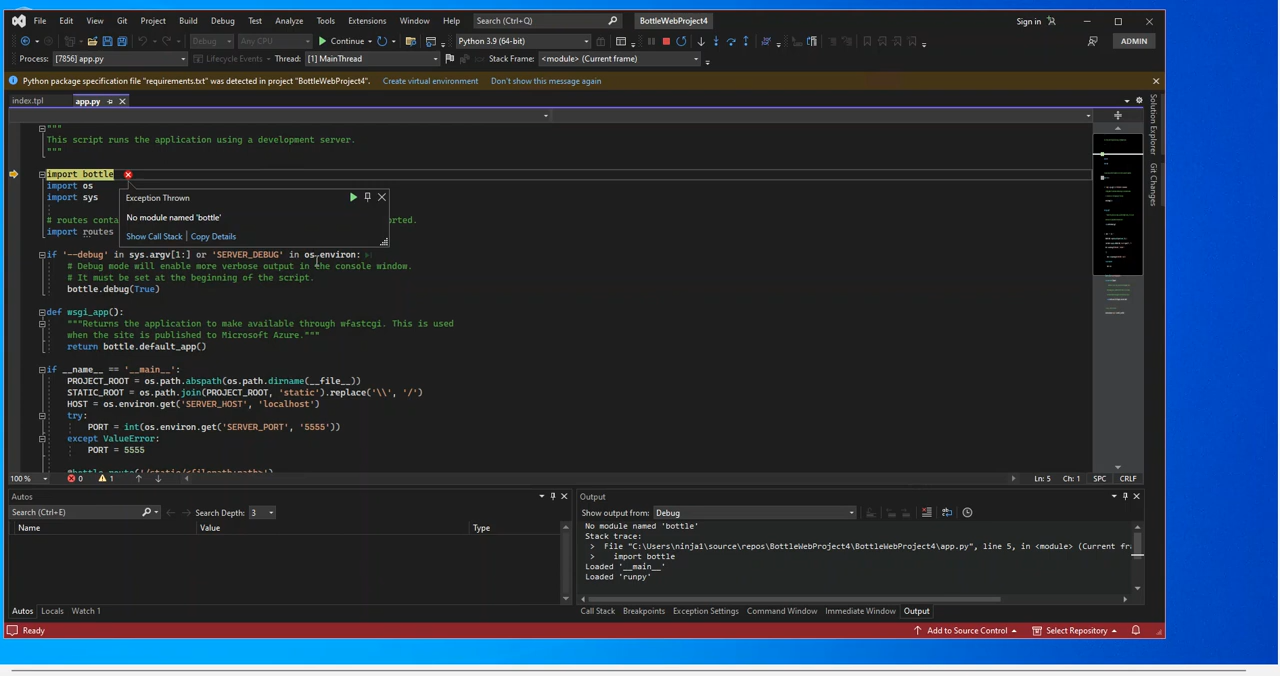 File Edit View Git Project Build Debug Test Analyze Tools Extensions Window Help Search (Ctrl+Q) BottleWebProject4 Sign in
Debug Any CPU Continue Python 3.9 (64-bit) ADMIN
Process: [7856] app.py Lifecycle Events Thread: [1] MainThread Stack Frame: <module> (Current frame)
Python package specification file "requirements.txt" was detected in project "BottleWebProject4". Create virtual environment Don't show this message again
index.tpl app.py
Solution Explorer
Git Changes
"""
This script runs the application using a development server.
"""
import bottle
import os
import sys
Exception Thrown
No module named 'bottle'
Show Call Stack | Copy Details
# routes conta
import routes
if '--debug' in sys.argv[1:] or 'SERVER_DEBUG' in os.environ:
# Debug mode will enable more verbose output in the console window.
# It must be set at the beginning of the script.
bottle.debug(True)
def wsgi_app():
"""Returns the application to make available through wfastcgi. This is used
when the site is published to Microsoft Azure."""
return bottle.default_app()
if __name__ == '__main__':
PROJECT_ROOT = os.path.abspath(os.path.dirname(__file__))
STATIC_ROOT = os.path.join(PROJECT_ROOT, 'static').replace('\\', '/')
HOST = os.environ.get('SERVER_HOST', 'localhost')
try:
PORT = int(os.environ.get('SERVER_PORT', '5555'))
except ValueError:
PORT = 5555
100 % 0 1 Ln: 5 Ch: 1 SPC CRLF
Autos
Search (Ctrl+E) Search Depth: 3
Name Value Type
Autos Locals Watch 1
Output
Show output from: Debug
No module named 'bottle'
Stack trace:
> File "C:\Users\ninja1\source\repos\BottleWebProject4\BottleWebProject4\app.py", line 5, in <module> (Current fr
> import bottle
Loaded '__main__'
Loaded 'runpy'
Call Stack Breakpoints Exception Settings Command Window Immediate Window Output
Ready Add to Source Control Select Repository